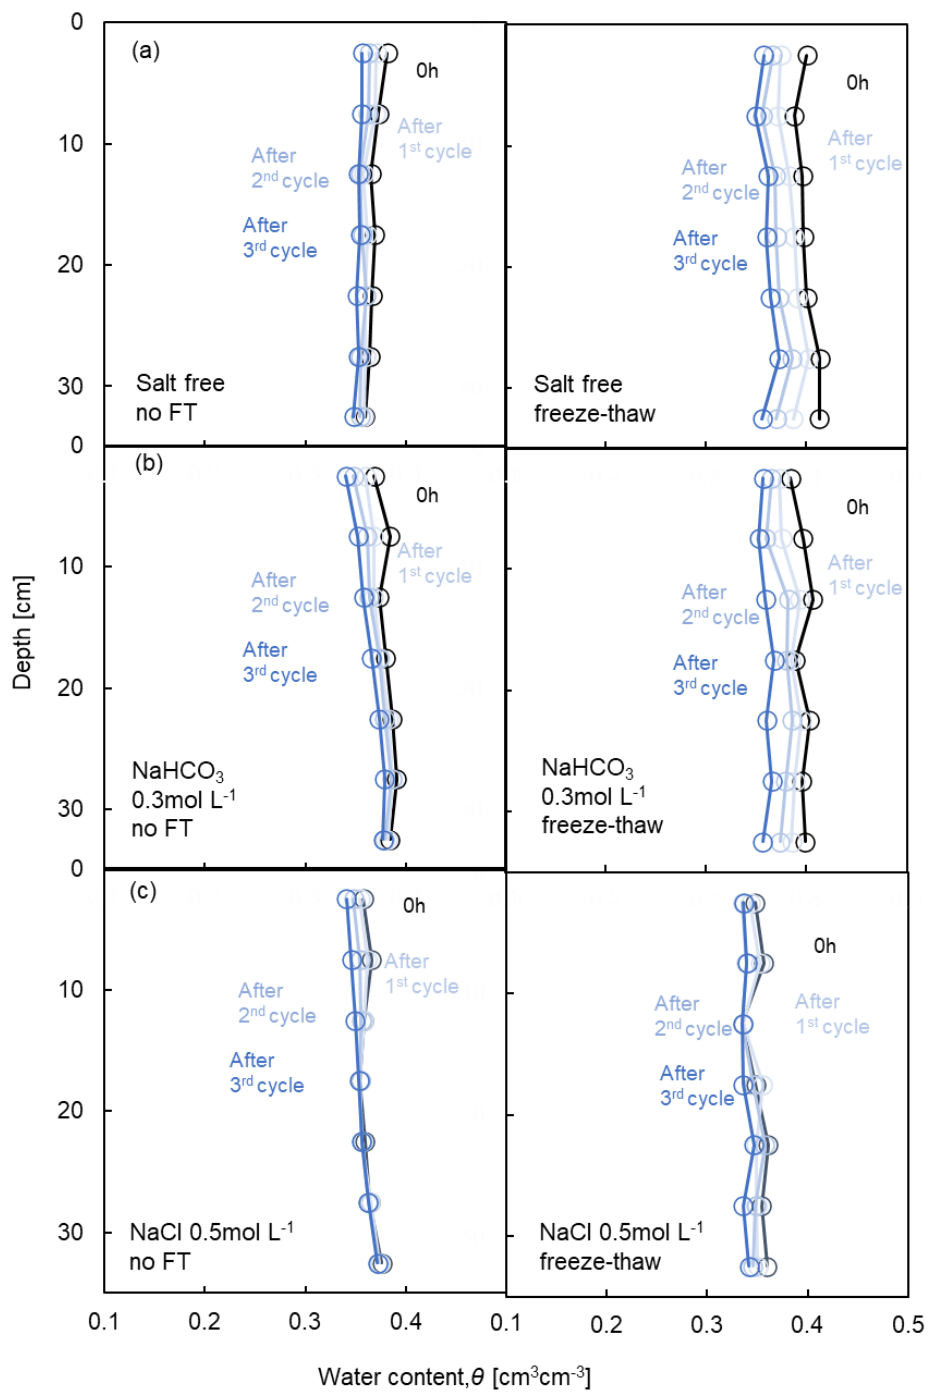 0
(a)
0h
After
1st cycle
10
After
2nd cycle
After
3rd cycle
20
30
Salt free
no FT
0h
After
1st cycle
After
2nd cycle
After
3rd cycle
Salt free
freeze-thaw
0
(b)
0h
After
1st cycle
10
After
2nd cycle
After
3rd cycle
20
NaHCO3
0.3mol L-1
no FT
30
0h
After
1st cycle
After
2nd cycle
After
3rd cycle
NaHCO3
0.3mol L-1
freeze-thaw
Depth [cm]
0
(c)
0h
After
1st cycle
10
After
2nd cycle
After
3rd cycle
20
30
NaCl 0.5mol L-1
no FT
0h
After
1st cycle
After
2nd cycle
After
3rd cycle
NaCl 0.5mol L-1
freeze-thaw
0.1 0.2 0.3 0.4 0.1 0.2 0.3 0.4 0.5
Water content,θ [cm3cm-3]